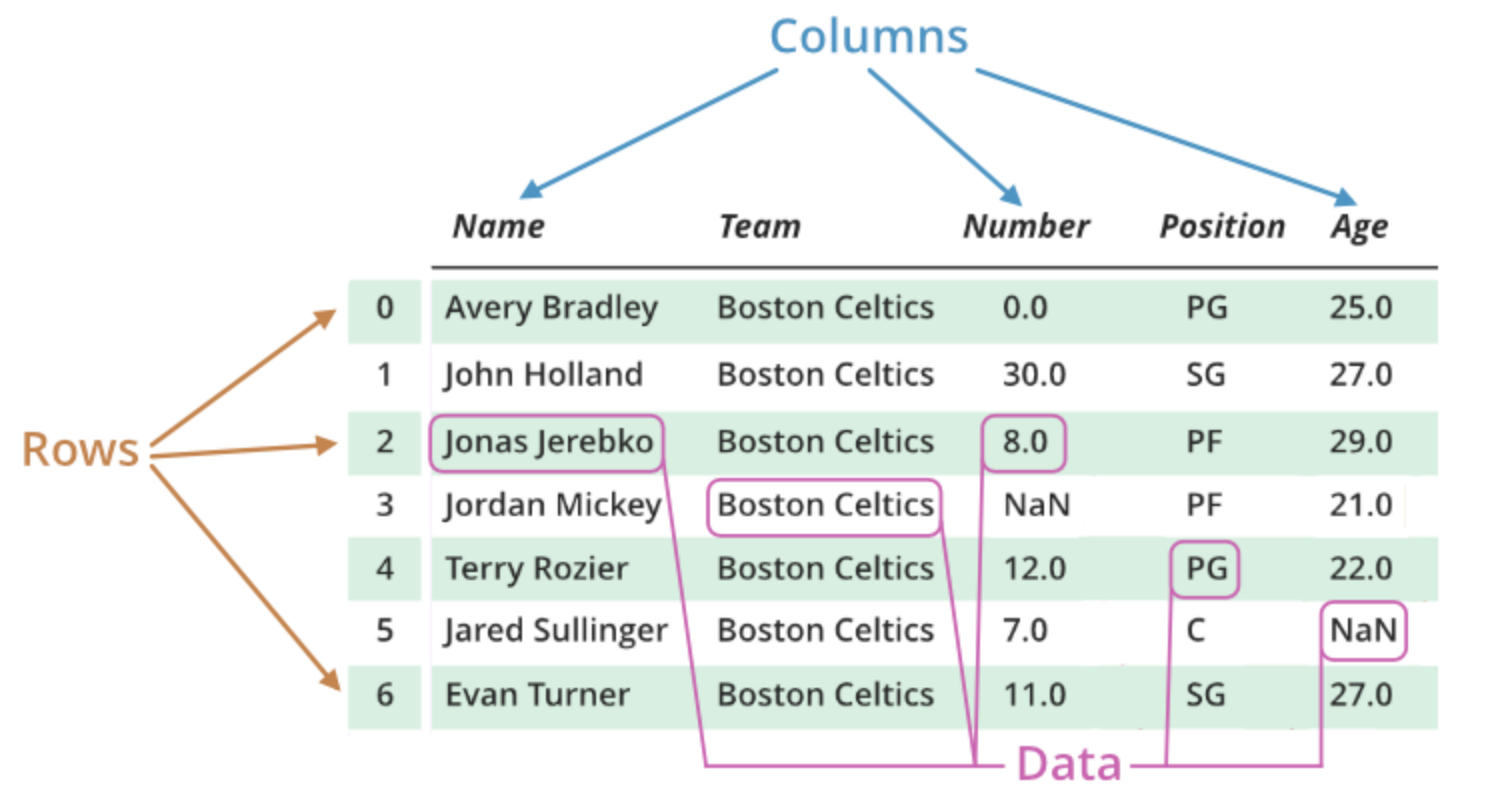 Columns
Name Team Number Position Age
0 Avery Bradley Boston Celtics 0.0 PG 25.0
1 John Holland Boston Celtics 30.0 SG 27.0
Rows 2 Jonas Jerebko Boston Celtics 8.0 PF 29.0
3 Jordan Mickey Boston Celtics NaN PF 21.0
4 Terry Rozier Boston Celtics 12.0 PG 22.0
5 Jared Sullinger Boston Celtics 7.0 C NaN
6 Evan Turner Boston Celtics 11.0 SG 27.0
Data